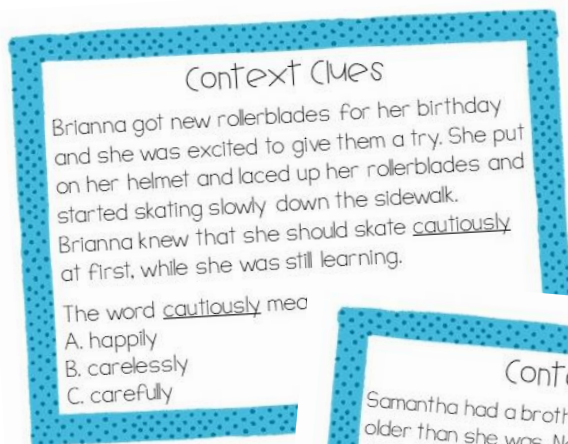 Context Clues
Brianna got new rollerblades for her birthday
and she was excited to give them a try. She put
on her helmet and laced up her rollerblades and
started skating slowly down the sidewalk.
Brianna knew that she should skate cautiously
at first, while she was still learning.
The word cautiously mea
A. happily
B. carelessly
C. carefully
Conte
Samantha had a broth
older than she was. N